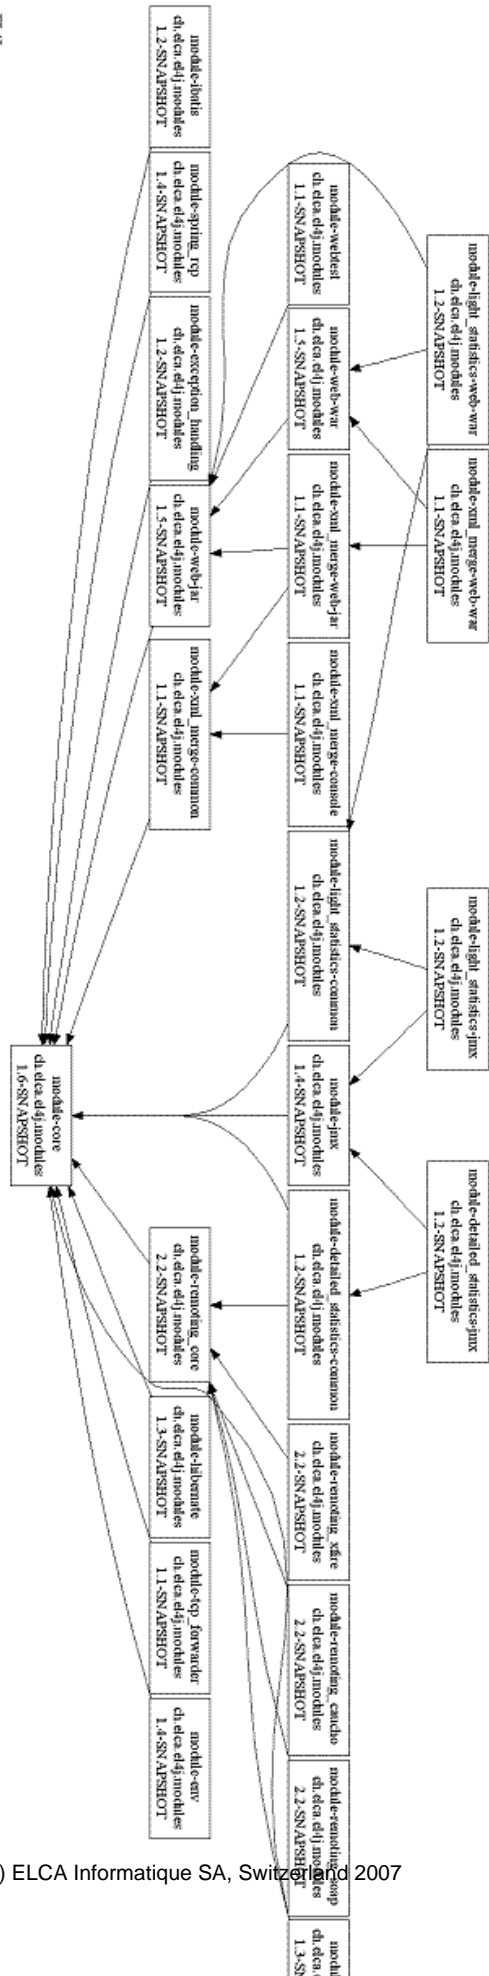 module-light_statistics-web-war
ch.elca.el4j.modules
1.2-SNAPSHOT
module-xml_merge-web-war
ch.elca.el4j.modules
1.1-SNAPSHOT
module-light_statistics-jmx
ch.elca.el4j.modules
1.2-SNAPSHOT
module-detailed_statistics-jmx
ch.elca.el4j.modules
1.2-SNAPSHOT
module-webtest
ch.elca.el4j.modules
1.1-SNAPSHOT
module-web-war
ch.elca.el4j.modules
1.5-SNAPSHOT
module-xml_merge-web-jar
ch.elca.el4j.modules
1.1-SNAPSHOT
module-xml_merge-console
ch.elca.el4j.modules
1.1-SNAPSHOT
module-light_statistics-common
ch.elca.el4j.modules
1.2-SNAPSHOT
module-jmx
ch.elca.el4j.modules
1.4-SNAPSHOT
module-detailed_statistics-common
ch.elca.el4j.modules
1.2-SNAPSHOT
module-remoting_xfire
ch.elca.el4j.modules
2.2-SNAPSHOT
module-remoting_caucho
ch.elca.el4j.modules
2.2-SNAPSHOT
module-remoting_soap
ch.elca.el4j.modules
2.2-SNAPSHOT
modul
ch.elca.e
1.3-SN
module-ibatis
ch.elca.el4j.modules
1.2-SNAPSHOT
module-spring_rcp
ch.elca.el4j.modules
1.4-SNAPSHOT
module-exception_handling
ch.elca.el4j.modules
1.2-SNAPSHOT
module-web-jar
ch.elca.el4j.modules
1.5-SNAPSHOT
module-xml_merge-common
ch.elca.el4j.modules
1.1-SNAPSHOT
module-remoting_core
ch.elca.el4j.modules
2.2-SNAPSHOT
module-hibernate
ch.elca.el4j.modules
1.3-SNAPSHOT
module-tcp_forwarder
ch.elca.el4j.modules
1.1-SNAPSHOT
module-env
ch.elca.el4j.modules
1.4-SNAPSHOT
module-core
ch.elca.el4j.modules
1.6-SNAPSHOT
) ELCA Informatique SA, Switzerland 2007